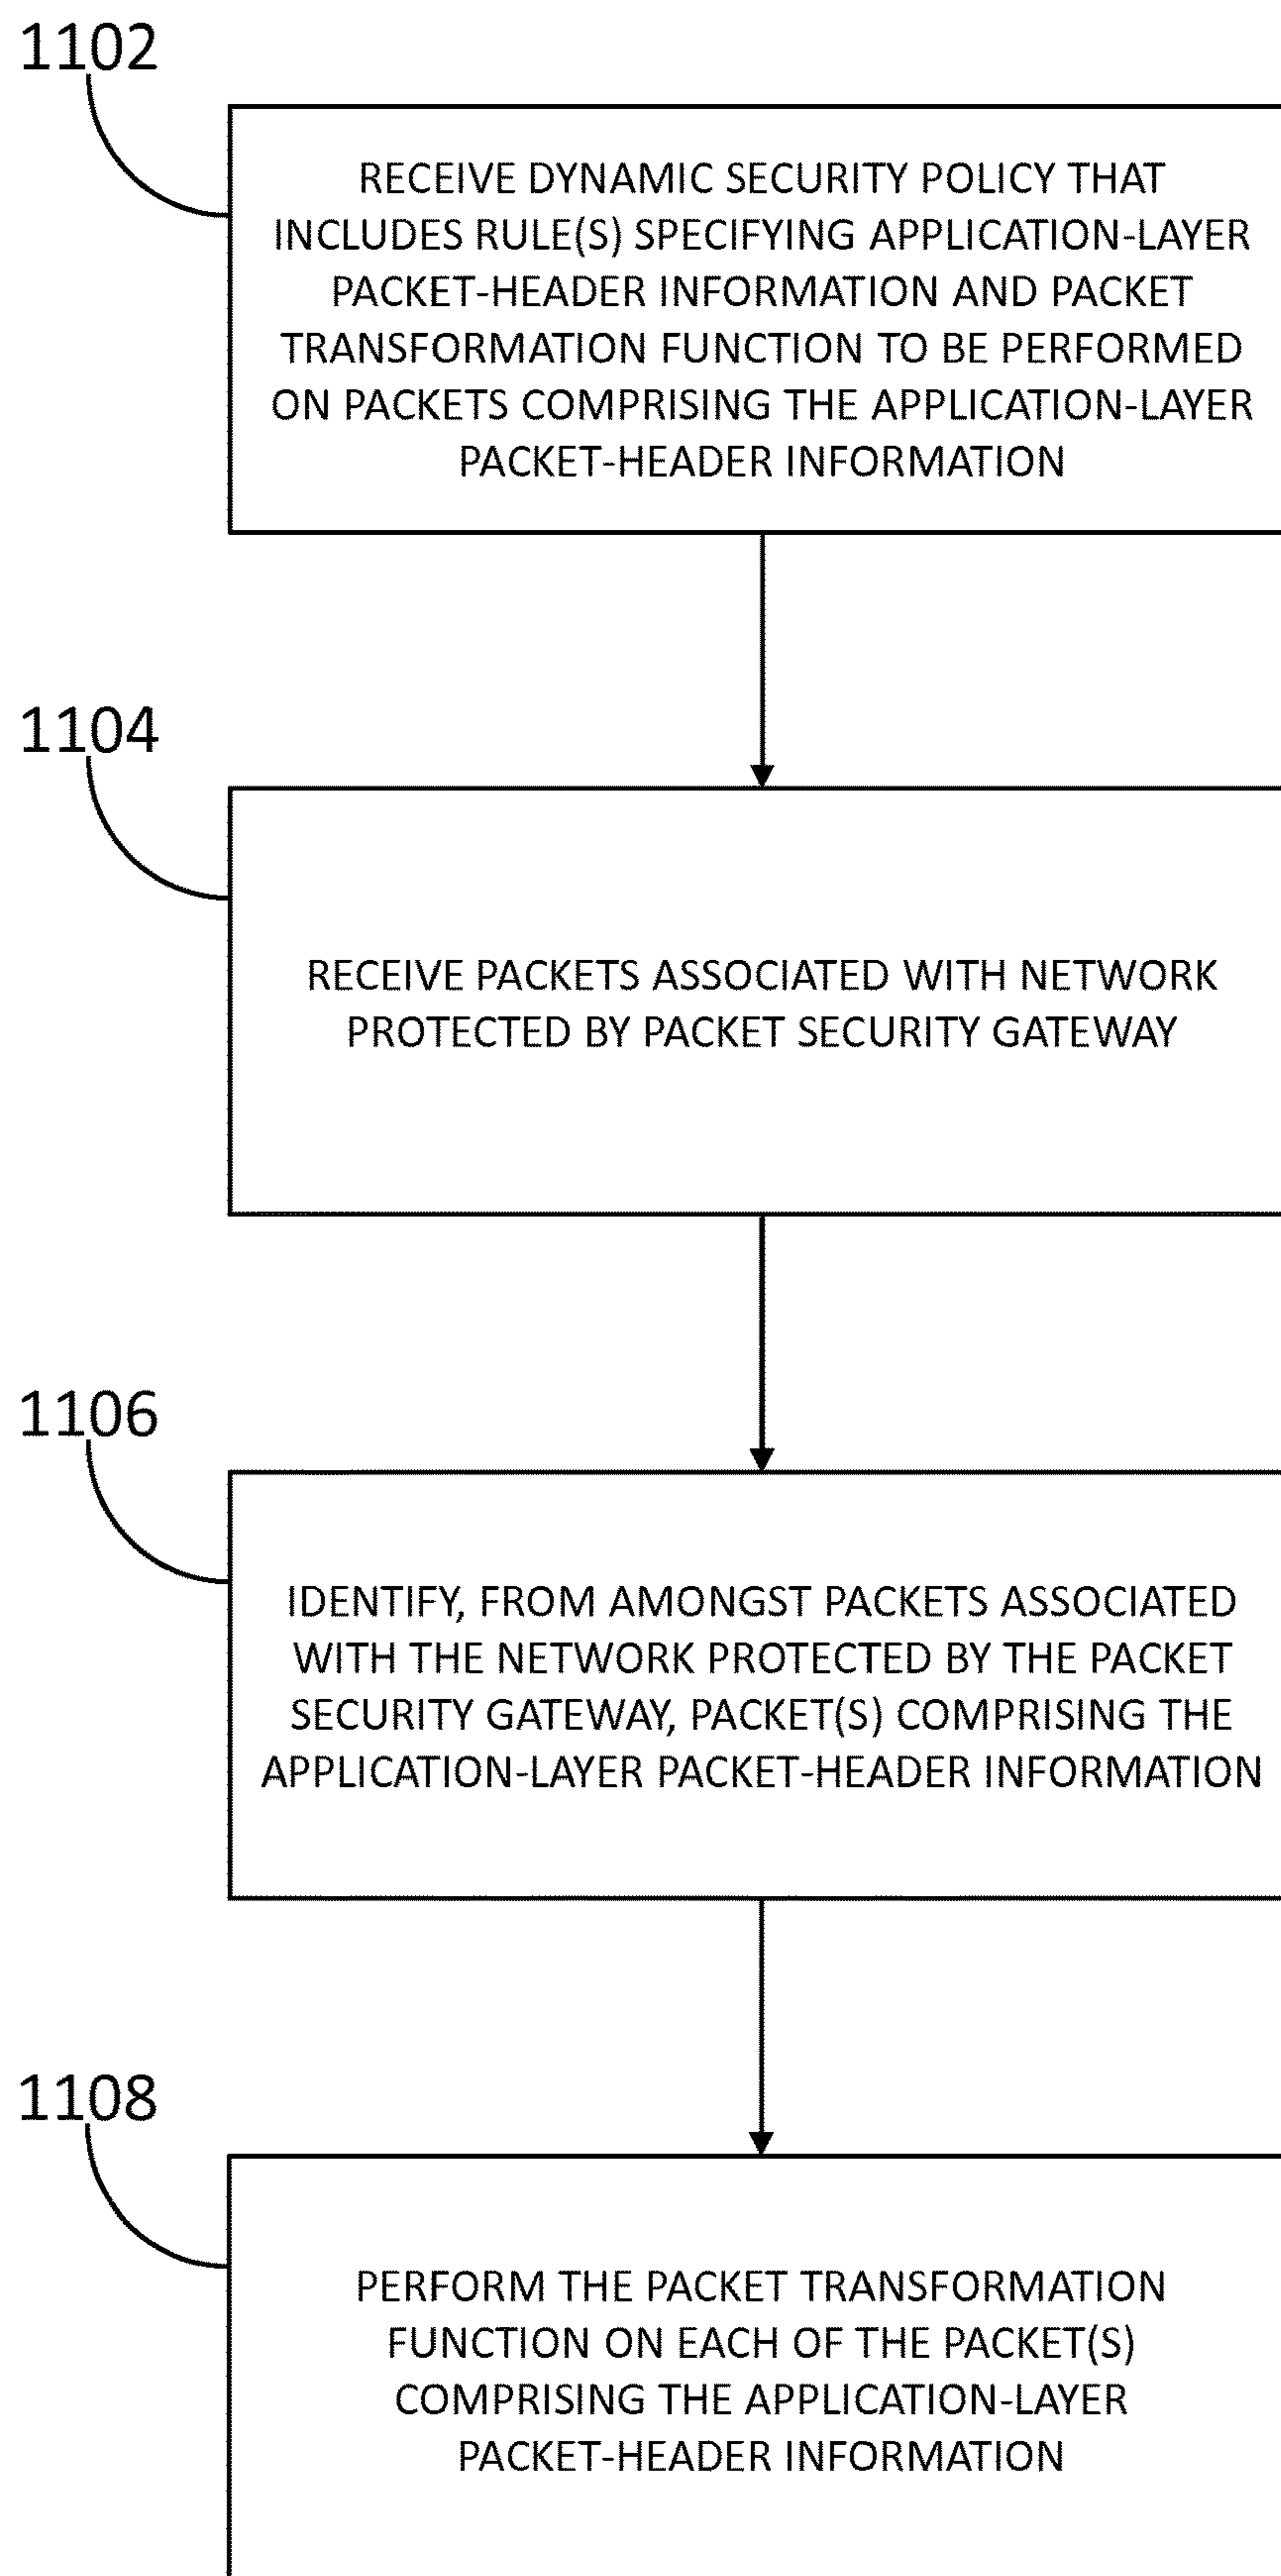 1102
RECEIVE DYNAMIC SECURITY POLICY THAT
INCLUDES RULE(S) SPECIFYING APPLICATION-LAYER
PACKET-HEADER INFORMATION AND PACKET
TRANSFORMATION FUNCTION TO BE PERFORMED
ON PACKETS COMPRISING THE APPLICATION-LAYER
PACKET-HEADER INFORMATION
1104
RECEIVE PACKETS ASSOCIATED WITH NETWORK
PROTECTED BY PACKET SECURITY GATEWAY
1106
IDENTIFY, FROM AMONGST PACKETS ASSOCIATED
WITH THE NETWORK PROTECTED BY THE PACKET
SECURITY GATEWAY, PACKET(S) COMPRISING THE
APPLICATION-LAYER PACKET-HEADER INFORMATION
1108
PERFORM THE PACKET TRANSFORMATION
FUNCTION ON EACH OF THE PACKET(S)
COMPRISING THE APPLICATION-LAYER
PACKET-HEADER INFORMATION